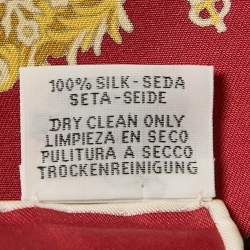 100% SILK-SEDA
SETA-SEIDE
DRY CLEAN ONLY
LIMPIEZA EN SECO
PULITURA A SECCO
TROCKENREINIGUNG